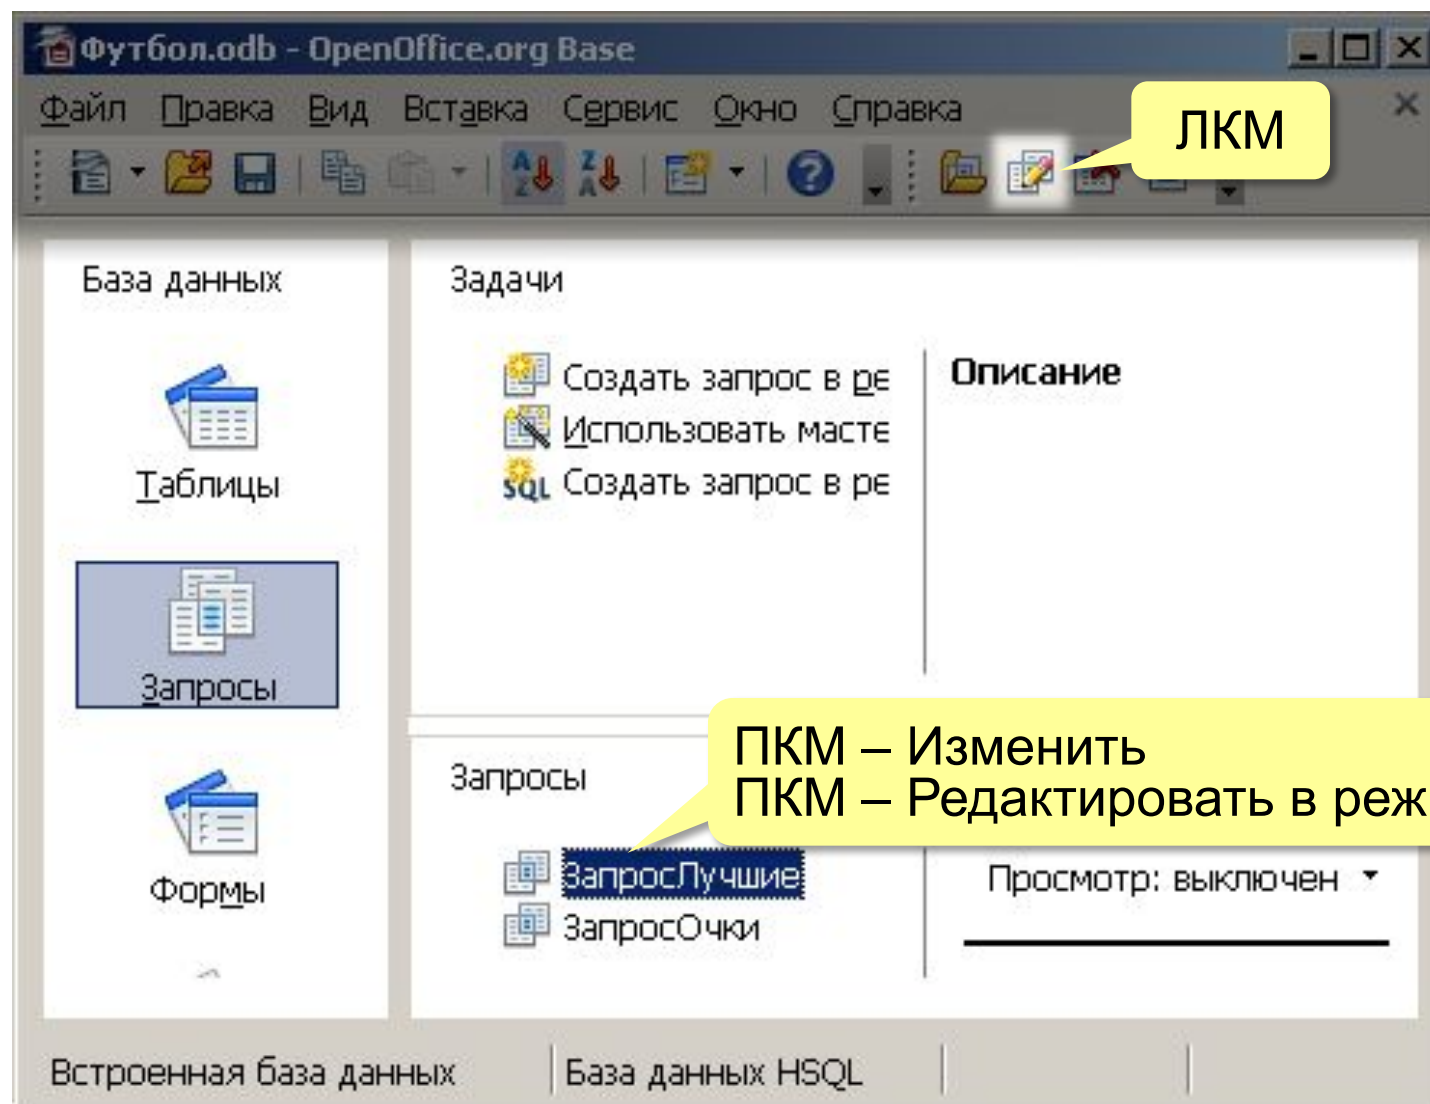 Футбол.odb - OpenOffice.org Base
Файл Правка Вид Вставка Сервис Окно Справка
ЛКМ
База данных
Таблицы
Запросы
Формы
Задачи
Создать запрос в ре
Использовать масте
SQL Создать запрос в ре
Описание
ПКМ – Изменить
ПКМ – Редактировать в реж
Запросы
ЗапросЛучшие
ЗапросОчки
Просмотр: выключен
Встроенная база данных
База данных HSQL